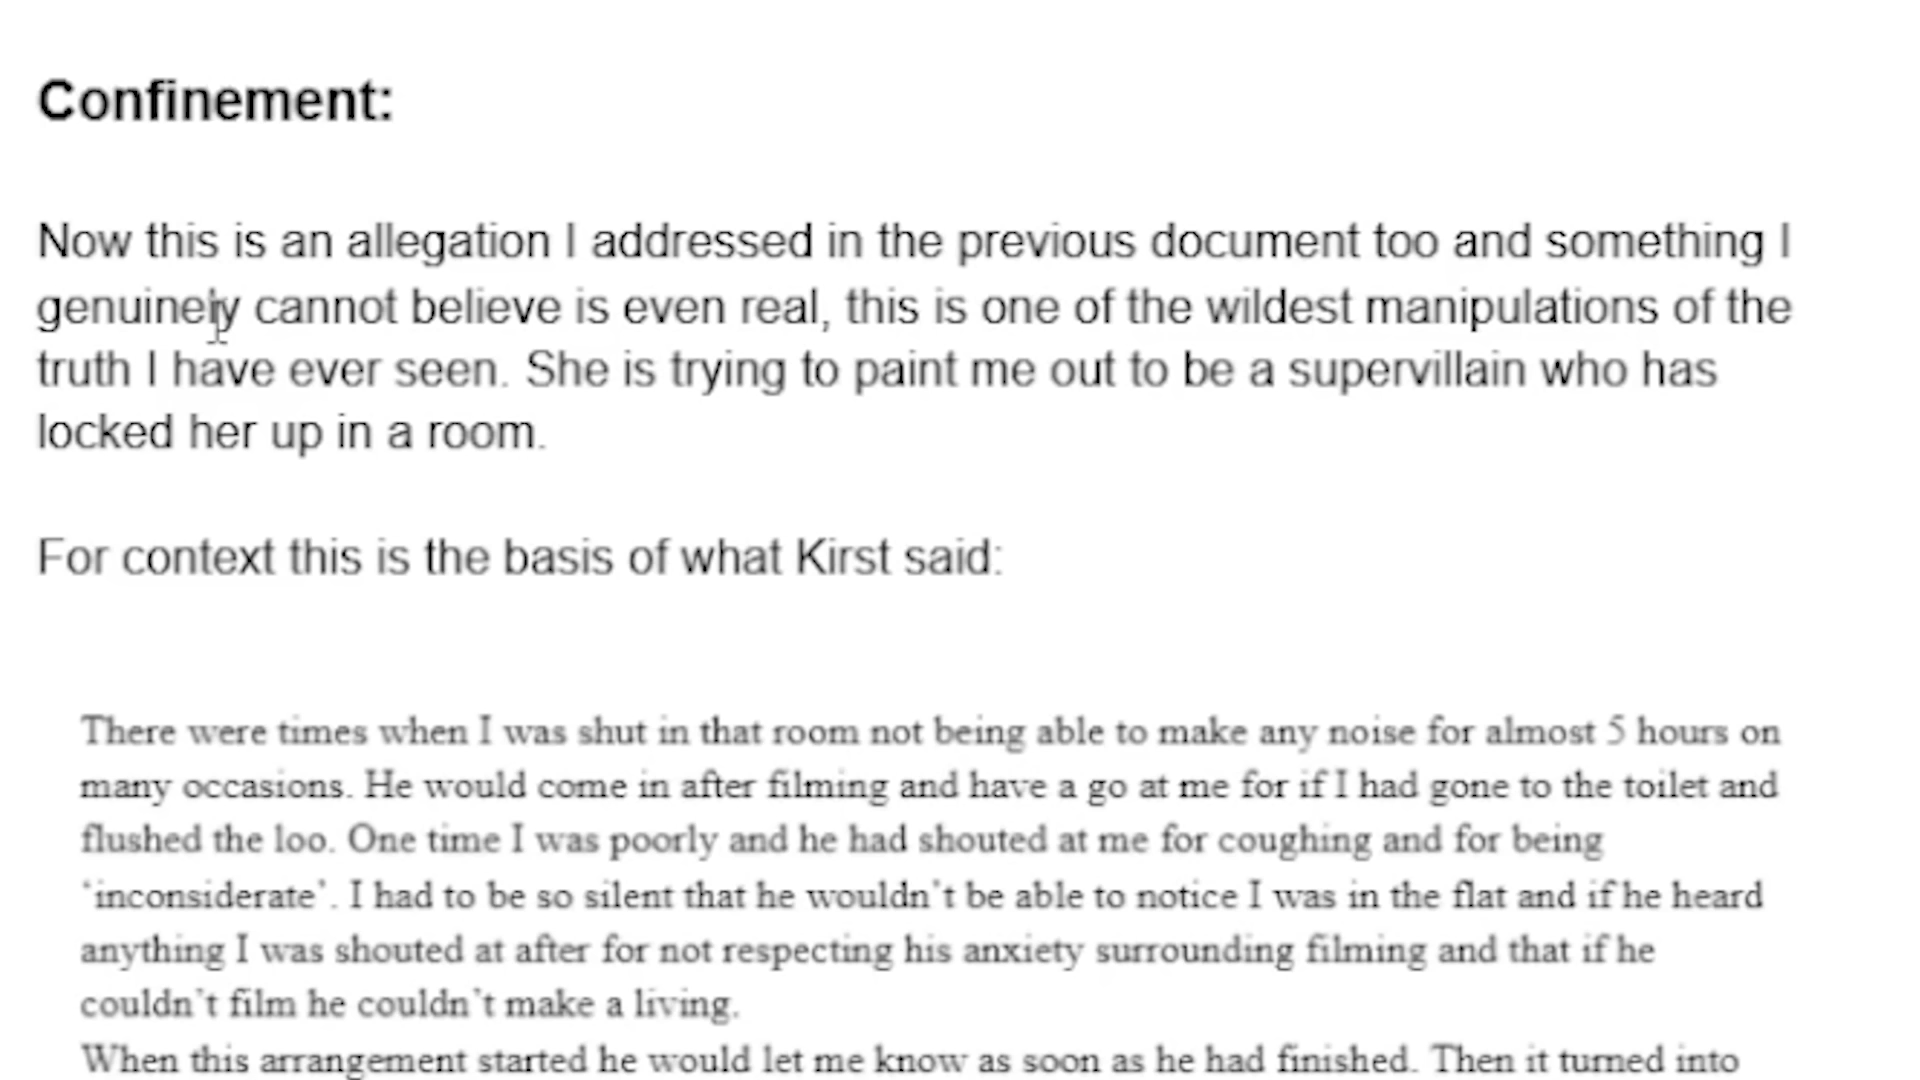 Confinement:
Now this is an allegation I addressed in the previous document too and something I
genuinely cannot believe is even real, this is one of the wildest manipulations of the
truth I have ever seen. She is trying to paint me out to be a supervillain who has
locked her up in a room.
For context this is the basis of what Kirst said:
There were times when I was shut in that room not being able to make any noise for almost 5 hours on
many occasions. He would come in after filming and have a go at me for if I had gone to the toilet and
flushed the loo. One time I was poorly and he had shouted at me for coughing and for being
‘inconsiderate’. I had to be so silent that he wouldn’t be able to notice I was in the flat and if he heard
anything I was shouted at after for not respecting his anxiety surrounding filming and that if he
couldn’t film he couldn’t make a living.
When this arrangement started he would let me know as soon as he had finished. Then it turned into